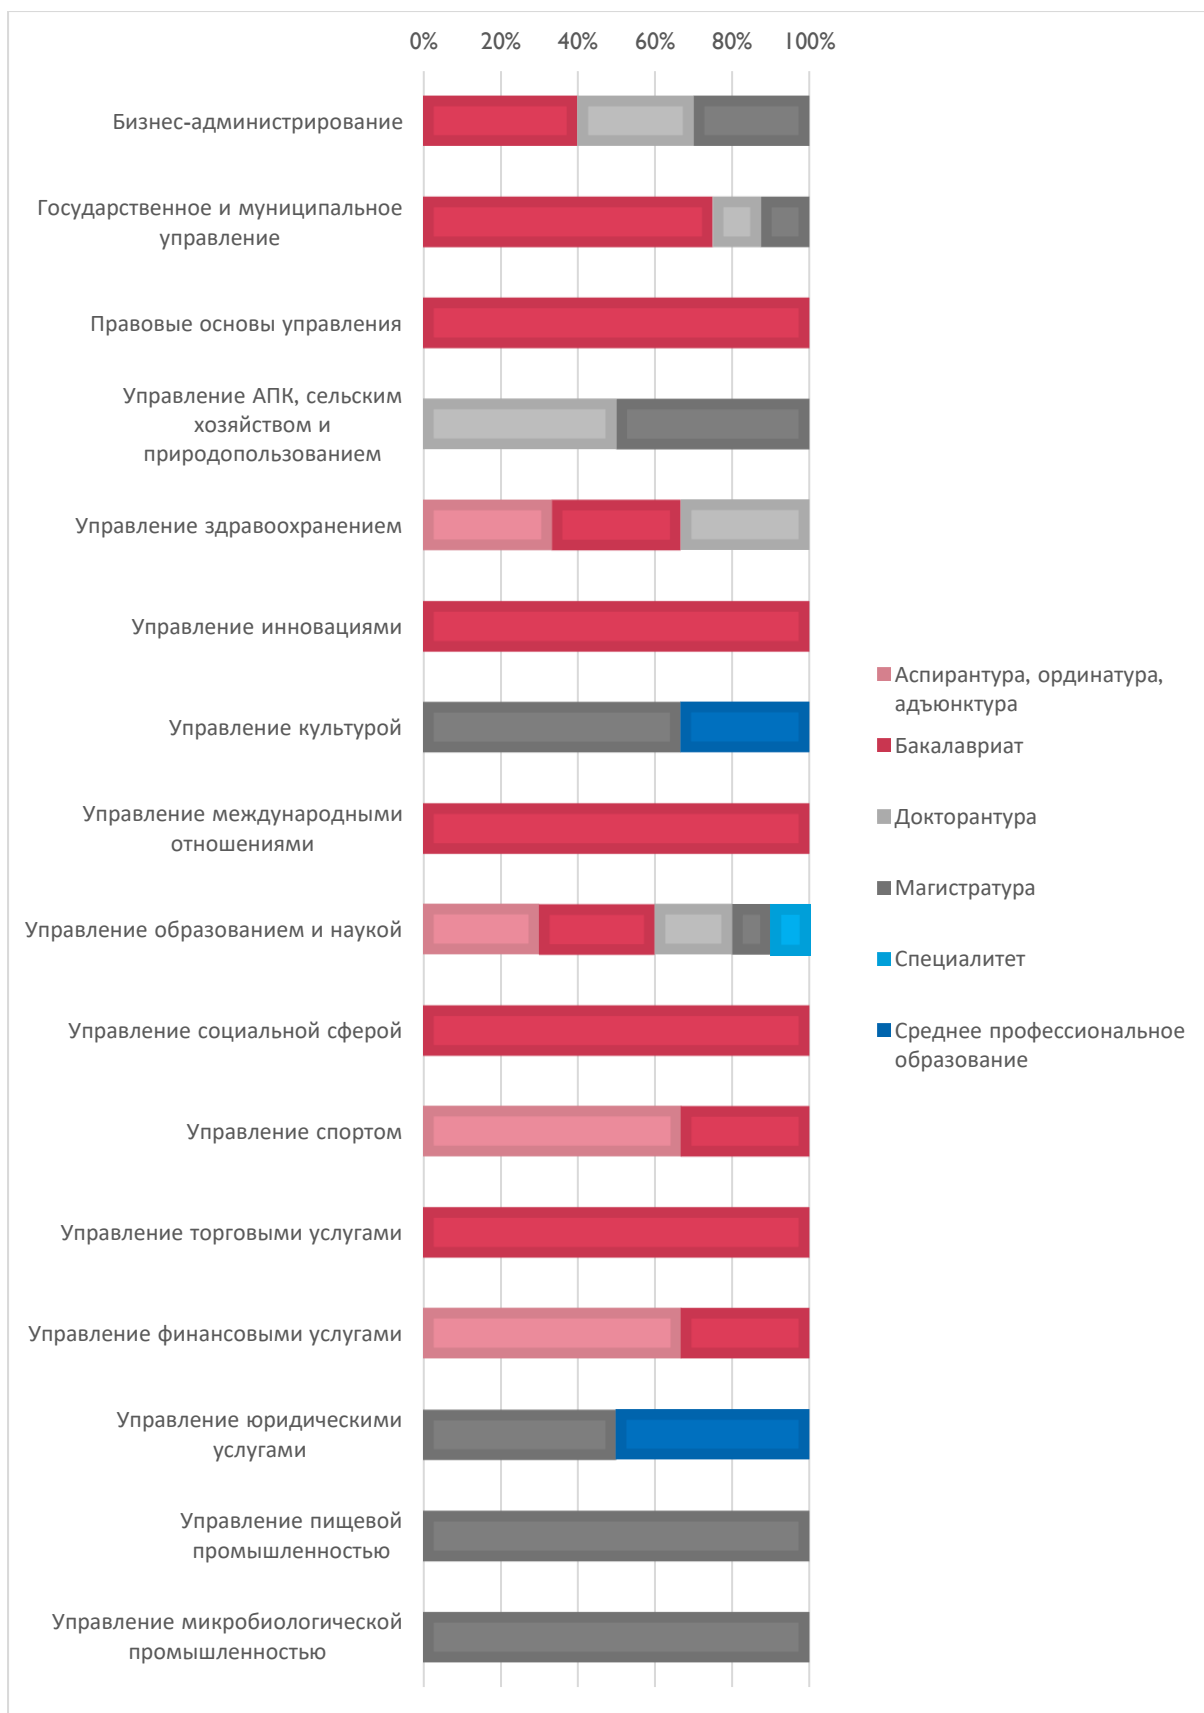 0% 20% 40% 60% 80% 100%
Бизнес-администрирование
Государственное и муниципальное
управление
Правовые основы управления
Управление АПК, сельским
хозяйством и
природопользованием
Управление здравоохранением
Управление инновациями
Управление культурой
Управление международными
отношениями
Управление образованием и наукой
Управление социальной сферой
Управление спортом
Управление торговыми услугами
Управление финансовыми услугами
Управление юридическими
услугами
Управление пищевой
промышленностью
Управление микробиологической
промышленностью
Аспирантура, ординатура,
адъюнктура
Бакалавриат
Докторантура
Магистратура
Специалитет
Среднее профессиональное
образование